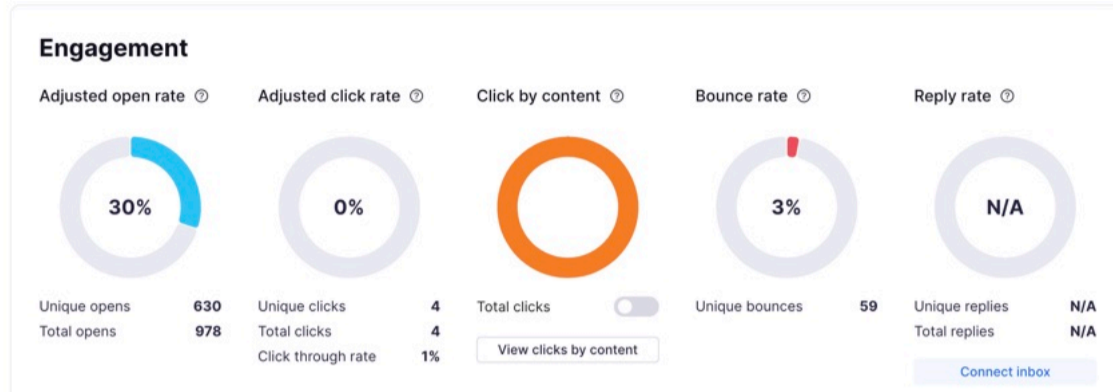 Engagement
Adjusted open rate
Adjusted click rate
Click by content
Bounce rate
Reply rate
30%
0%
3%
N/A
Unique opens 630
Total opens 978
Unique clicks 4
Total clicks 4
Click through rate 1%
Total clicks
View clicks by content
Unique bounces 59
Unique replies N/A
Total replies N/A
Connect inbox